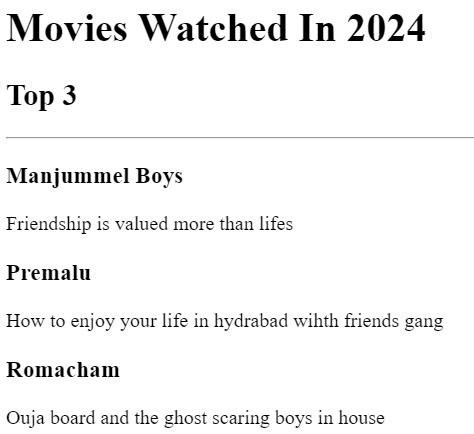 Movies Watched In 2024
Top 3
Manjummel Boys
Friendship is valued more than lifes
Premalu
How to enjoy your life in hydrabad wihth friends gang
Romacham
Ouja board and the ghost scaring boys in house